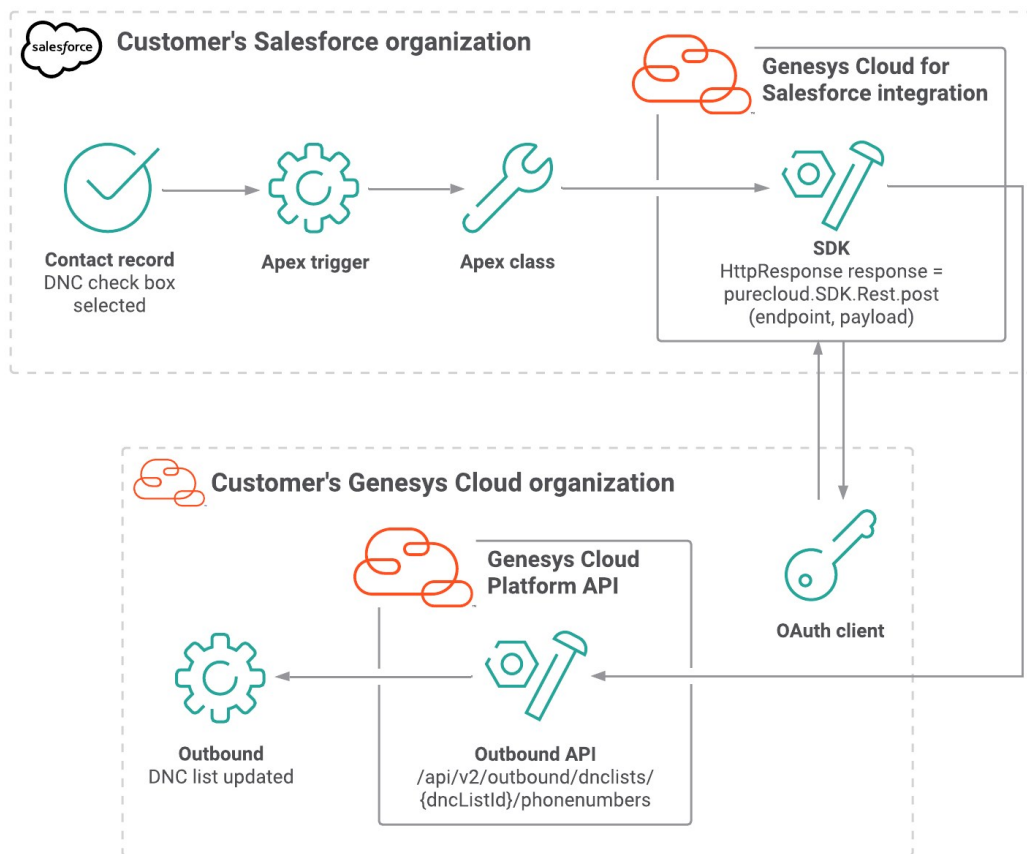 salesforce
Customer's Salesforce organization
Genesys Cloud for
Salesforce integration
Contact record
DNC check box
selected
Apex trigger
Apex class
SDK
HttpResponse response =
purecloud.SDK.Rest.post
(endpoint, payload)
Customer's Genesys Cloud organization
Genesys Cloud
Platform API
OAuth client
Outbound
DNC list updated
Outbound API
/api/v2/outbound/dnclists/
{dncListId}/phonenumbers